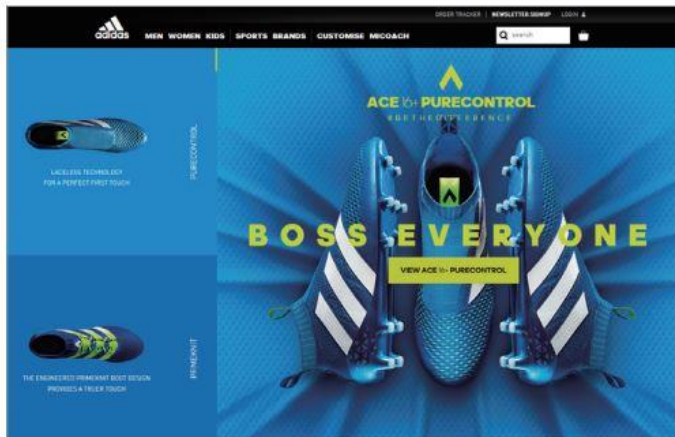 ORDER TRACKER | NEWSLETTER SIGNUP LOGIN
adidas
MEN WOMEN KIDS SPORTS BRANDS CUSTOMISE MICOACH
search
PURECONTROL
LACELESS TECHNOLOGY
FOR A PERFECT FIRST TOUCH
PRIMEKNIT
THE ENGINEERED PRIMEKNIT BOOT DESIGN
PROVIDES A TRUER TOUCH
ACE 16+ PURECONTROL
#BETHEDIFFERENCE
BOSS EVERYONE
VIEW ACE 16+ PURECONTROL